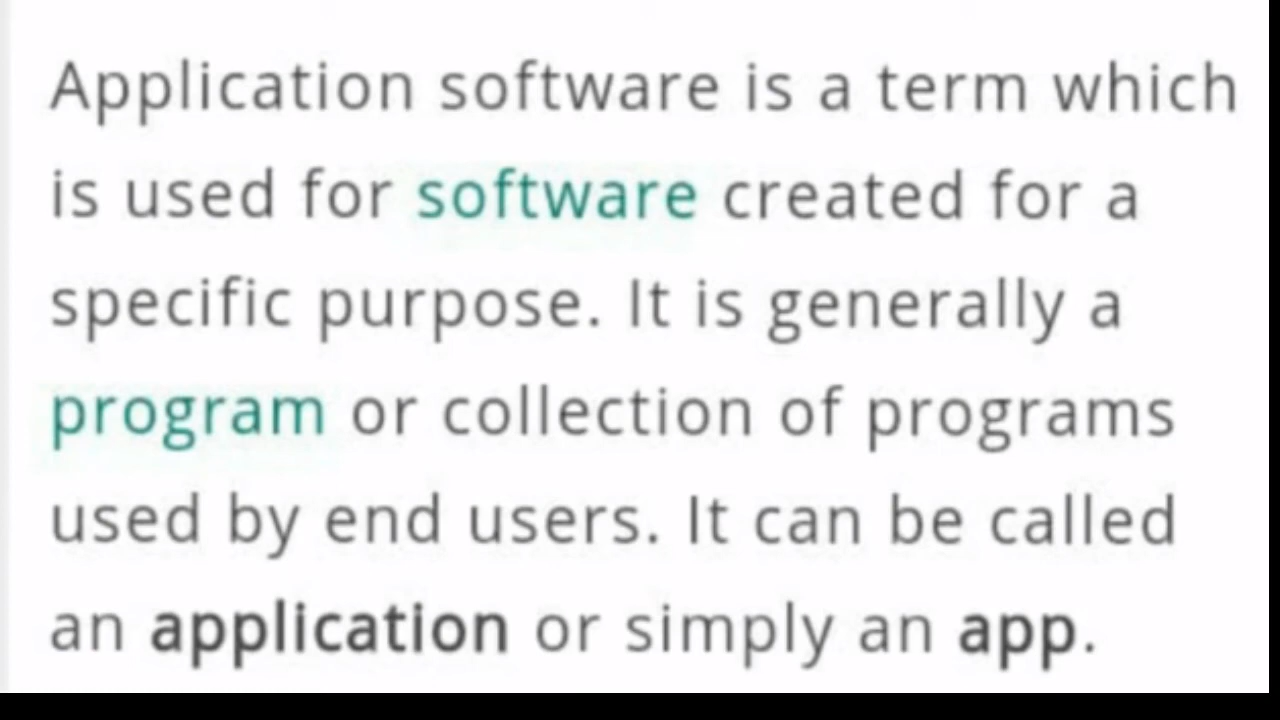 Application software is a term which
is used for software created for a
specific purpose. It is generally a
program or collection of programs
used by end users. It can be called
an application or simply an app.